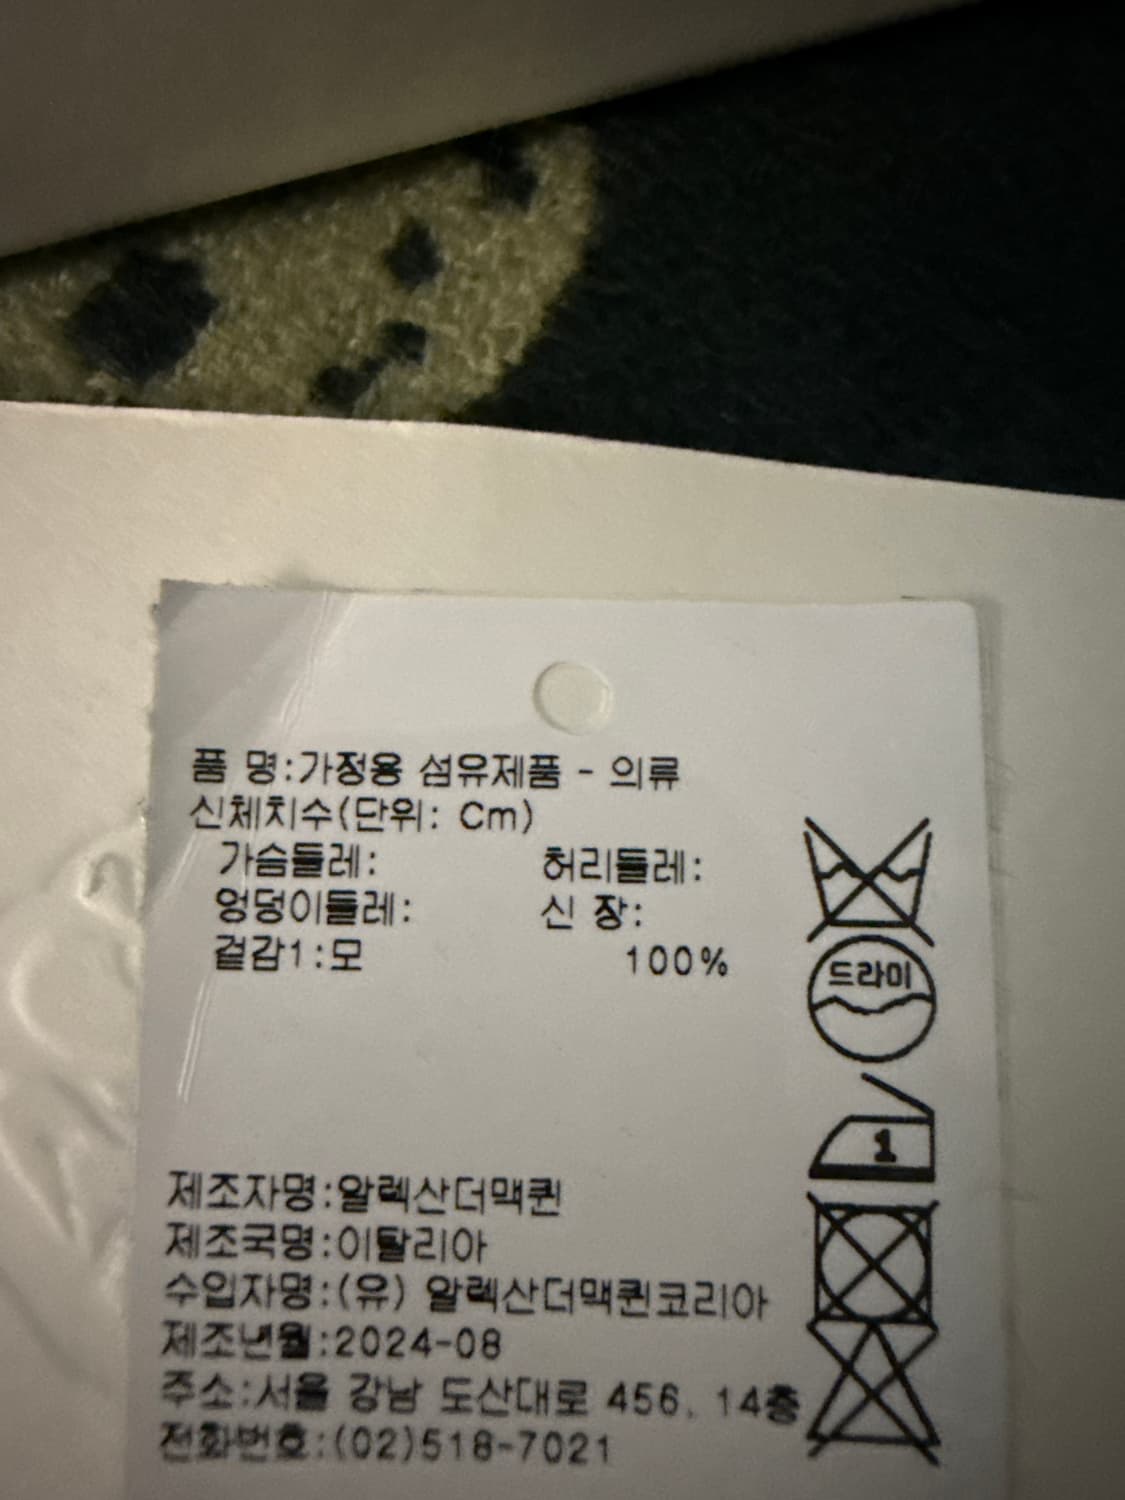 품 명:가정용 섬유제품 - 의류
신체치수(단위: Cm)
가슴둘레: 허리둘레:
엉덩이둘레: 신 장:
겉감1:모 100%
드라미
1
제조자명:알렉산더맥퀸
제조국명:이탈리아
수입자명:(유) 알렉산더맥퀸코리아
제조년월:2024-08
주소:서울 강남 도산대로 456, 14층
전화번호:(02)518-7021